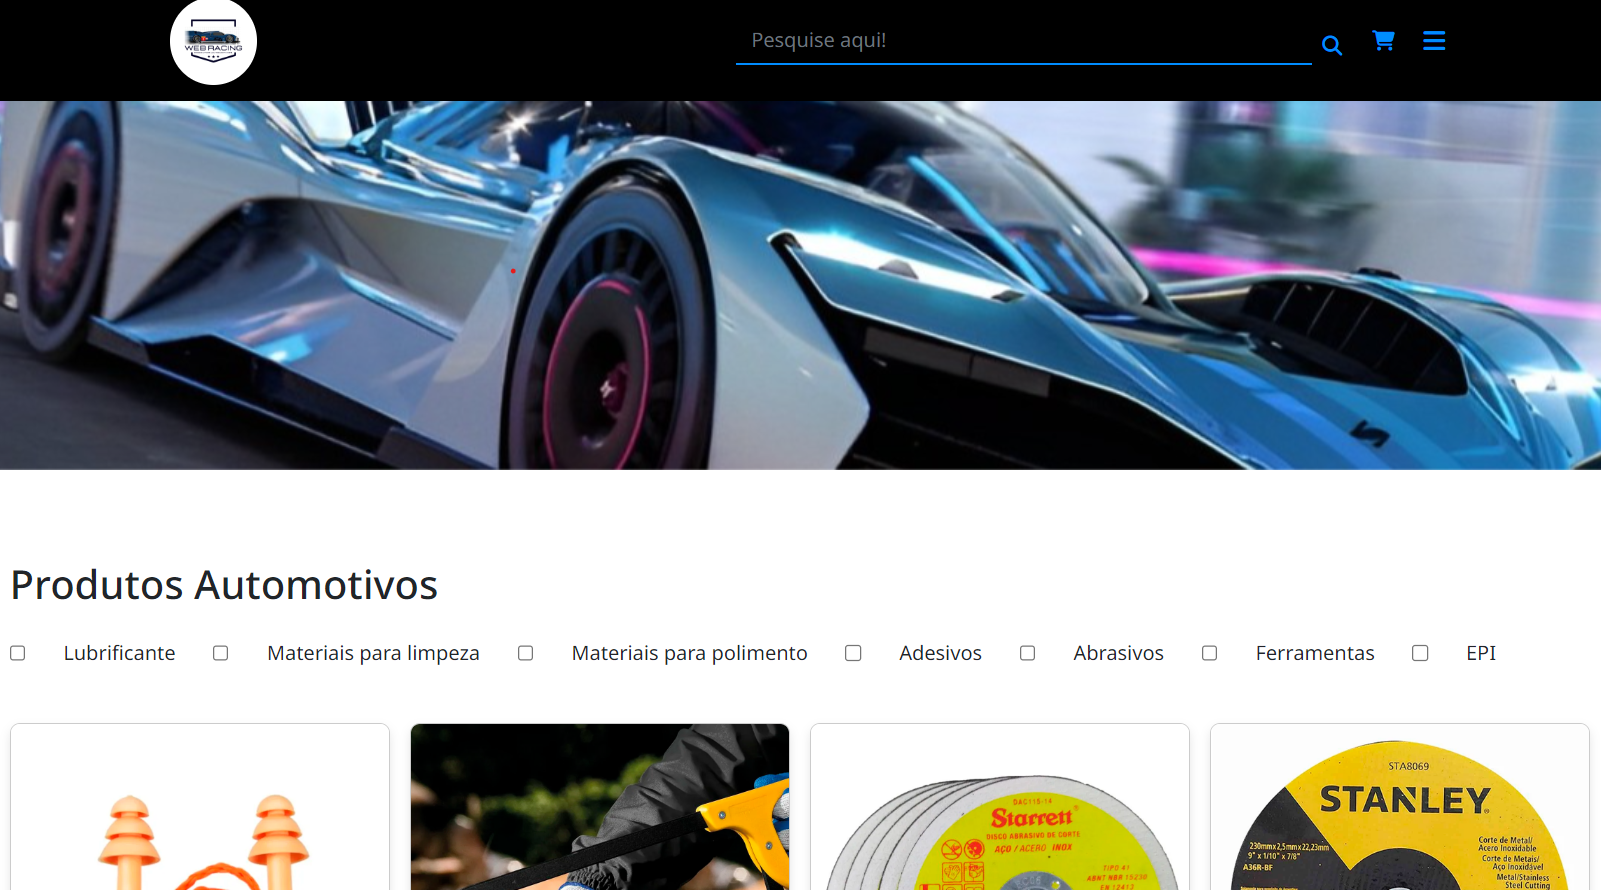 WEB RACING
Pesquise aqui!
Produtos Automotivos
Lubrificante
Materiais para limpeza
Materiais para polimento
Adesivos
Abrasivos
Ferramentas
EPI
DAC115-14
Starrett
DISCO ABRASIVO DE CORTE
AÇO / ACERO INOX
TIPO 41
ABNT NBR 15230
EN 12413
STA8069
STANLEY
230mmx2,5mmx22,23mm
9" x 1/10" x 7/8"
A36R-BF
Corte de Metal/
Acero Inoxidable
Corte de Metais/
Aço Inoxidável
Metal/Stainless
Steel Cutting